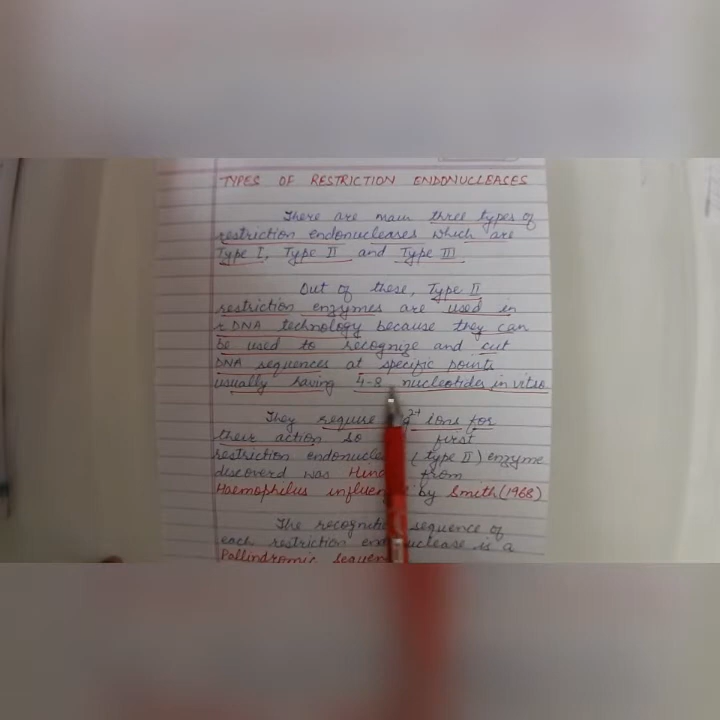 TYPES OF RESTRICTION ENDONUCLEASES
There are main three types of
restriction endonucleases which are
Type I, Type II and Type III
Out of these, Type II
restriction enzymes are used in
r DNA technology because they can
be used to recognize and cut
DNA sequences at specific points
usually having 4-8 nucleotides in vitro
They require g2+ ions for
their action so first
restriction endonucle (type II) enzyme
discoverd was Hind from
Haemophilus influen by Smith (1968)
The recognition sequence of
each restriction endonuclease is a
Pallindromic sequen